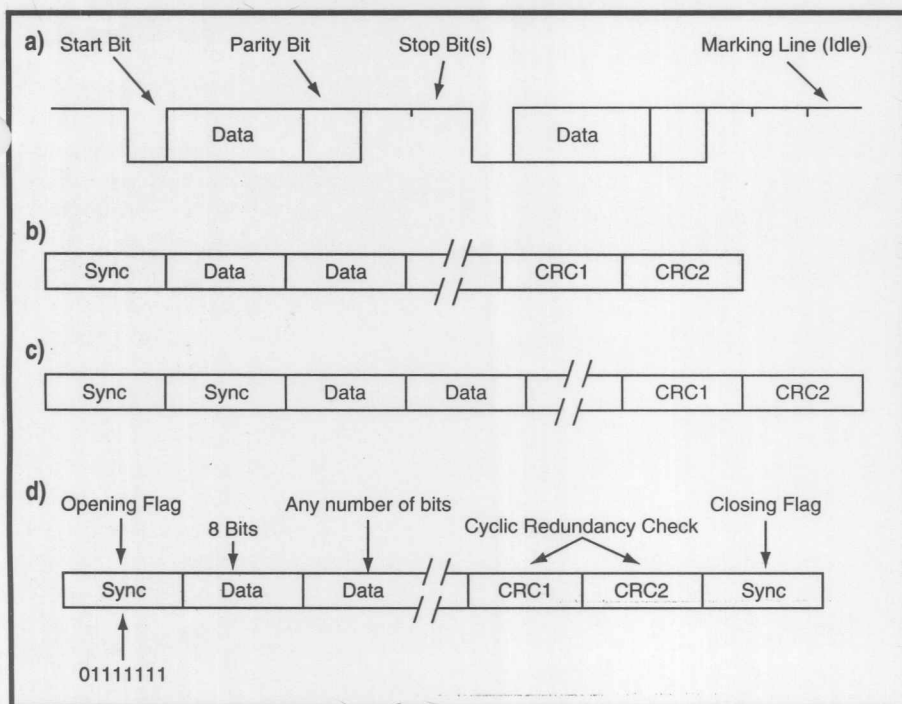 a)
Start Bit Parity Bit Stop Bit(s) Marking Line (Idle)
Data Data
b)
Sync Data Data CRC1 CRC2
c)
Sync Sync Data Data CRC1 CRC2
d)
Opening Flag 8 Bits Any number of bits Cyclic Redundancy Check Closing Flag
Sync Data Data CRC1 CRC2 Sync
01111111